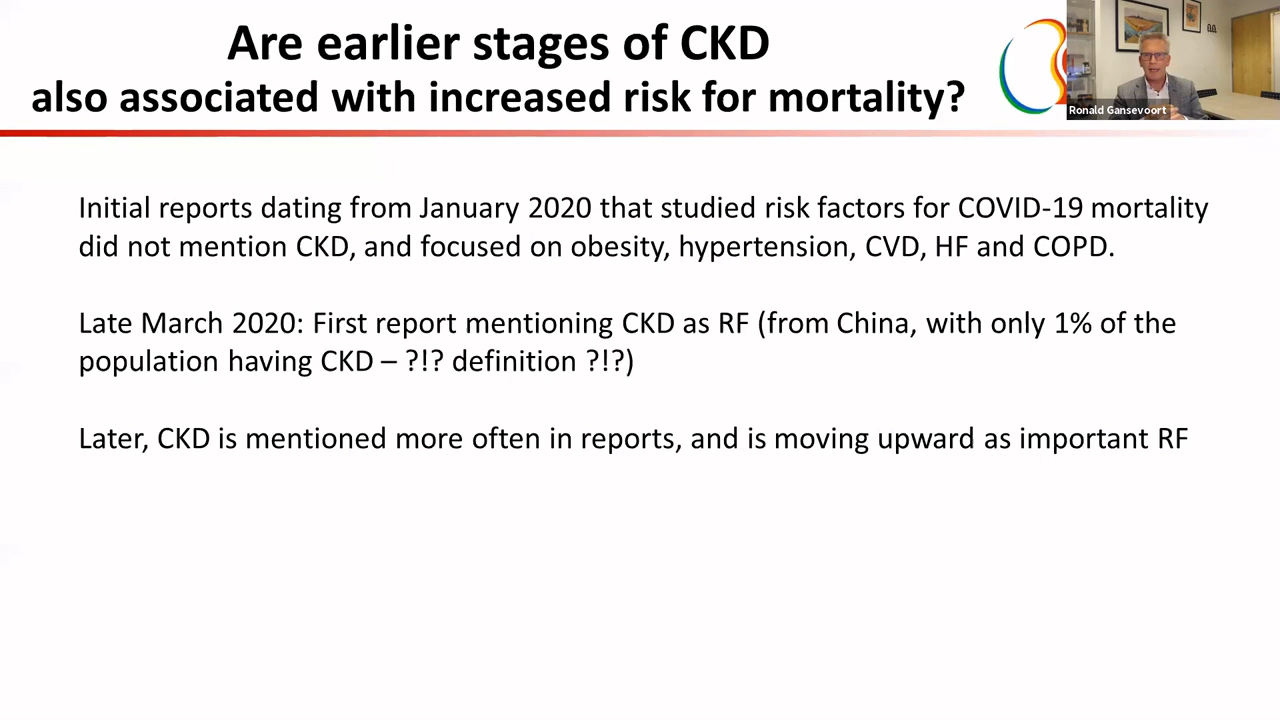 Are earlier stages of CKD
also associated with increased risk for mortality?
Ronald Gansevoort
Initial reports dating from January 2020 that studied risk factors for COVID-19 mortality
did not mention CKD, and focused on obesity, hypertension, CVD, HF and COPD.
Late March 2020: First report mentioning CKD as RF (from China, with only 1% of the
population having CKD – ?!? definition ?!?)
Later, CKD is mentioned more often in reports, and is moving upward as important RF